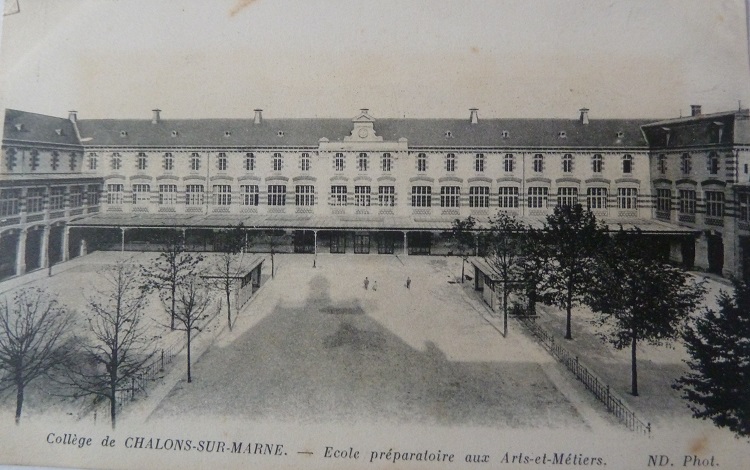 Collège de CHALONS-SUR-MARNE. — Ecole préparatoire aux Arts-et-Métiers. ND. Phot.